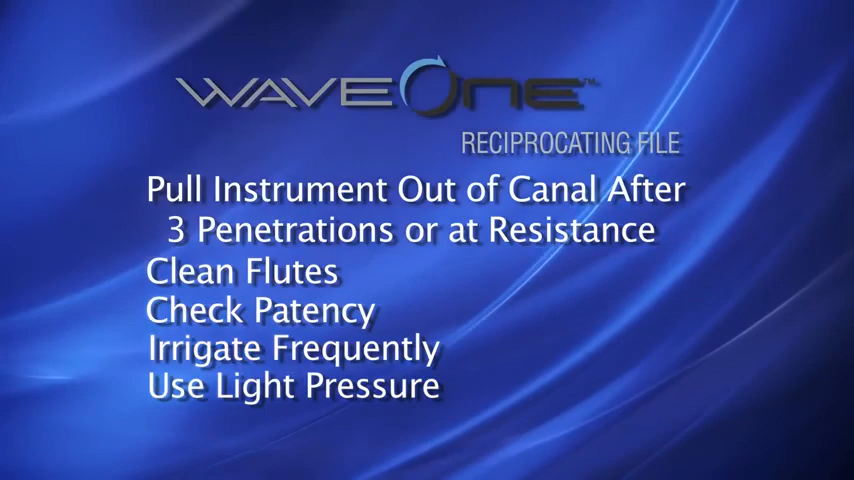 WAVEONE™
RECIPROCATING FILE
Pull Instrument Out of Canal After
3 Penetrations or at Resistance
Clean Flutes
Check Patency
Irrigate Frequently
Use Light Pressure